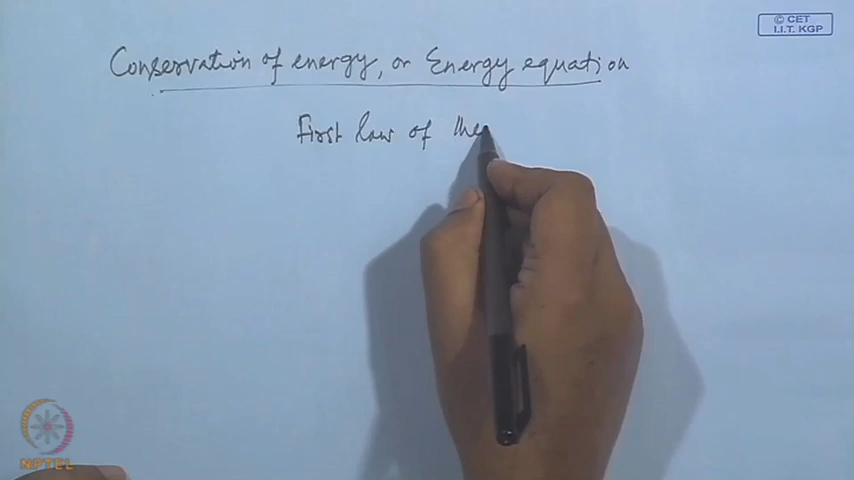 © CET
I.I.T. KGP
Conservation of energy, or Energy equation
First law of the
NPTEL